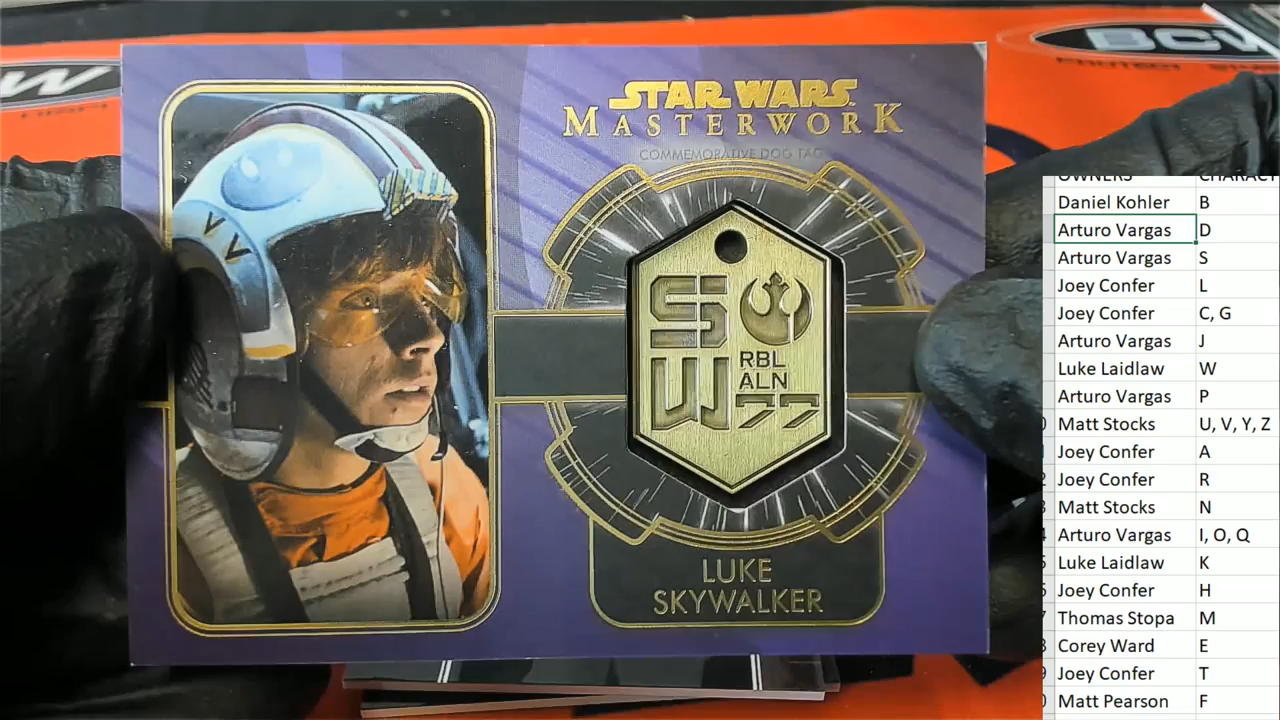 BCW
STAR WARS
MASTERWORK
COMMEMORATIVE DOG TAG
SW
RBL
ALN
77
LUKE
SKYWALKER
OWNERS CHARACT
Daniel Kohler B
Arturo Vargas D
Arturo Vargas S
Joey Confer L
Joey Confer C, G
Arturo Vargas J
Luke Laidlaw W
Arturo Vargas P
Matt Stocks U, V, Y, Z
Joey Confer A
Joey Confer R
Matt Stocks N
Arturo Vargas I, O, Q
Luke Laidlaw K
Joey Confer H
Thomas Stopa M
Corey Ward E
Joey Confer T
Matt Pearson F